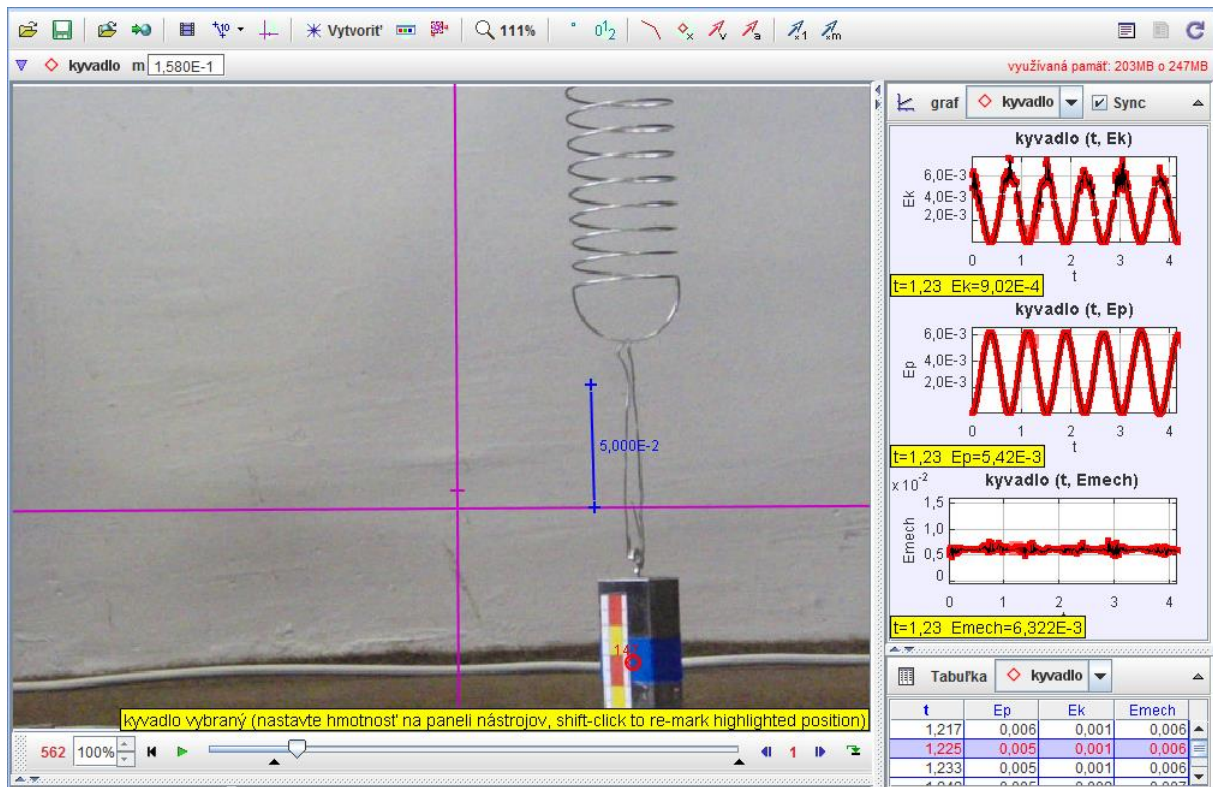 10 Vytvoriť 111% 0 1 2 x v a x1 xm
kyvadlo m 1,580E-1 využívaná pamäť: 203MB o 247MB
graf kyvadlo Sync
kyvadlo (t, Ek)
6,0E-3
4,0E-3
2,0E-3
Ek
0 1 2 3 4
t
t=1,23 Ek=9,02E-4
kyvadlo (t, Ep)
6,0E-3
4,0E-3
2,0E-3
Ep
0 1 2 3 4
t
t=1,23 Ep=5,42E-3
x 10-2 kyvadlo (t, Emech)
1,5
1,0
0,5
0
Emech
0 1 2 3 4
t=1,23 Emech=6,322E-3
5,000E-2
kyvadlo vybraný (nastavte hmotnosť na paneli nástrojov, shift-click to re-mark highlighted position)
562 100% 1
Tabuľka kyvadlo
t Ep Ek Emech
1,217 0,006 0,001 0,006
1,225 0,005 0,001 0,006
1,233 0,005 0,001 0,006